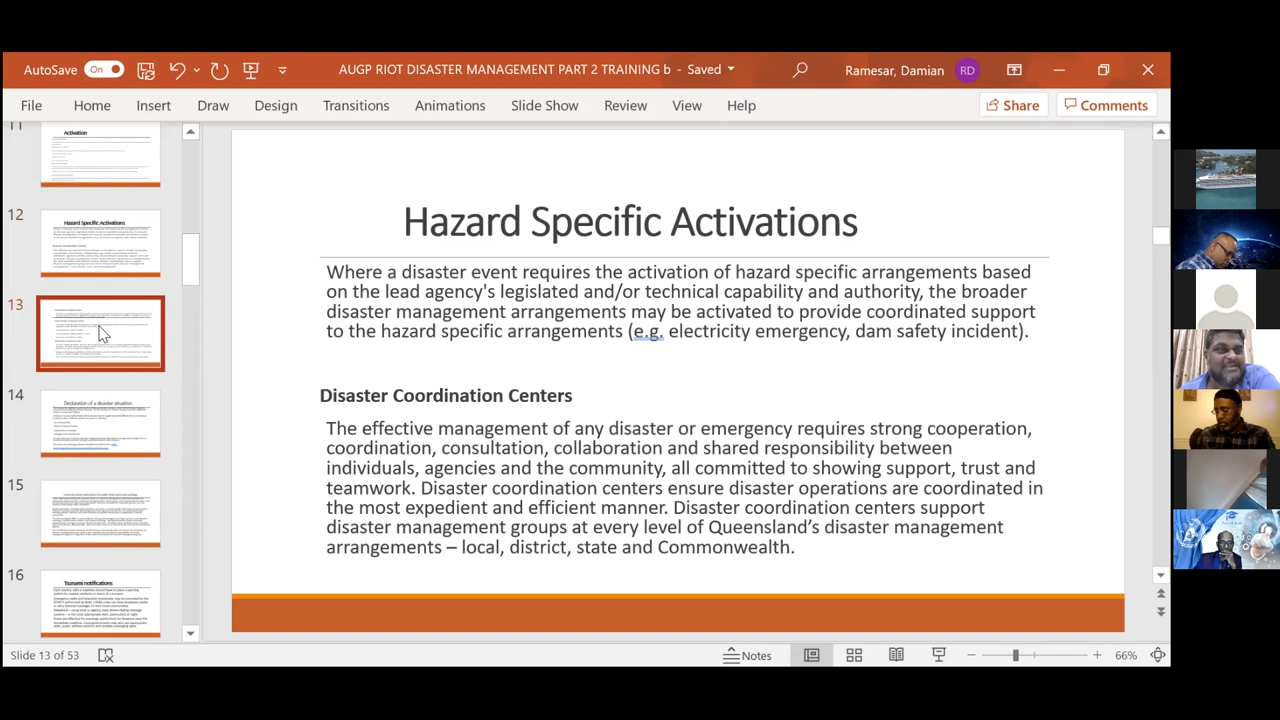 AutoSave On AUGP RIOT DISASTER MANAGEMENT PART 2 TRAINING b - Saved Ramesar, Damian RD
File Home Insert Draw Design Transitions Animations Slide Show Review View Help Share Comments
11
Activation
12
Hazard Specific Activations
13
14
Declaration of a disaster situation
15
16
Tsunami notifications
Hazard Specific Activations
Where a disaster event requires the activation of hazard specific arrangements based
on the lead agency's legislated and/or technical capability and authority, the broader
disaster management arrangements may be activated to provide coordinated support
to the hazard specific arrangements (e.g. electricity emergency, dam safety incident).
Disaster Coordination Centers
The effective management of any disaster or emergency requires strong cooperation,
coordination, consultation, collaboration and shared responsibility between
individuals, agencies and the community, all committed to showing support, trust and
teamwork. Disaster coordination centers ensure disaster operations are coordinated in
the most expedient and efficient manner. Disaster coordination centers support
disaster management groups at every level of Queensland's disaster management
arrangements – local, district, state and Commonwealth.
Slide 13 of 53 Notes 66%